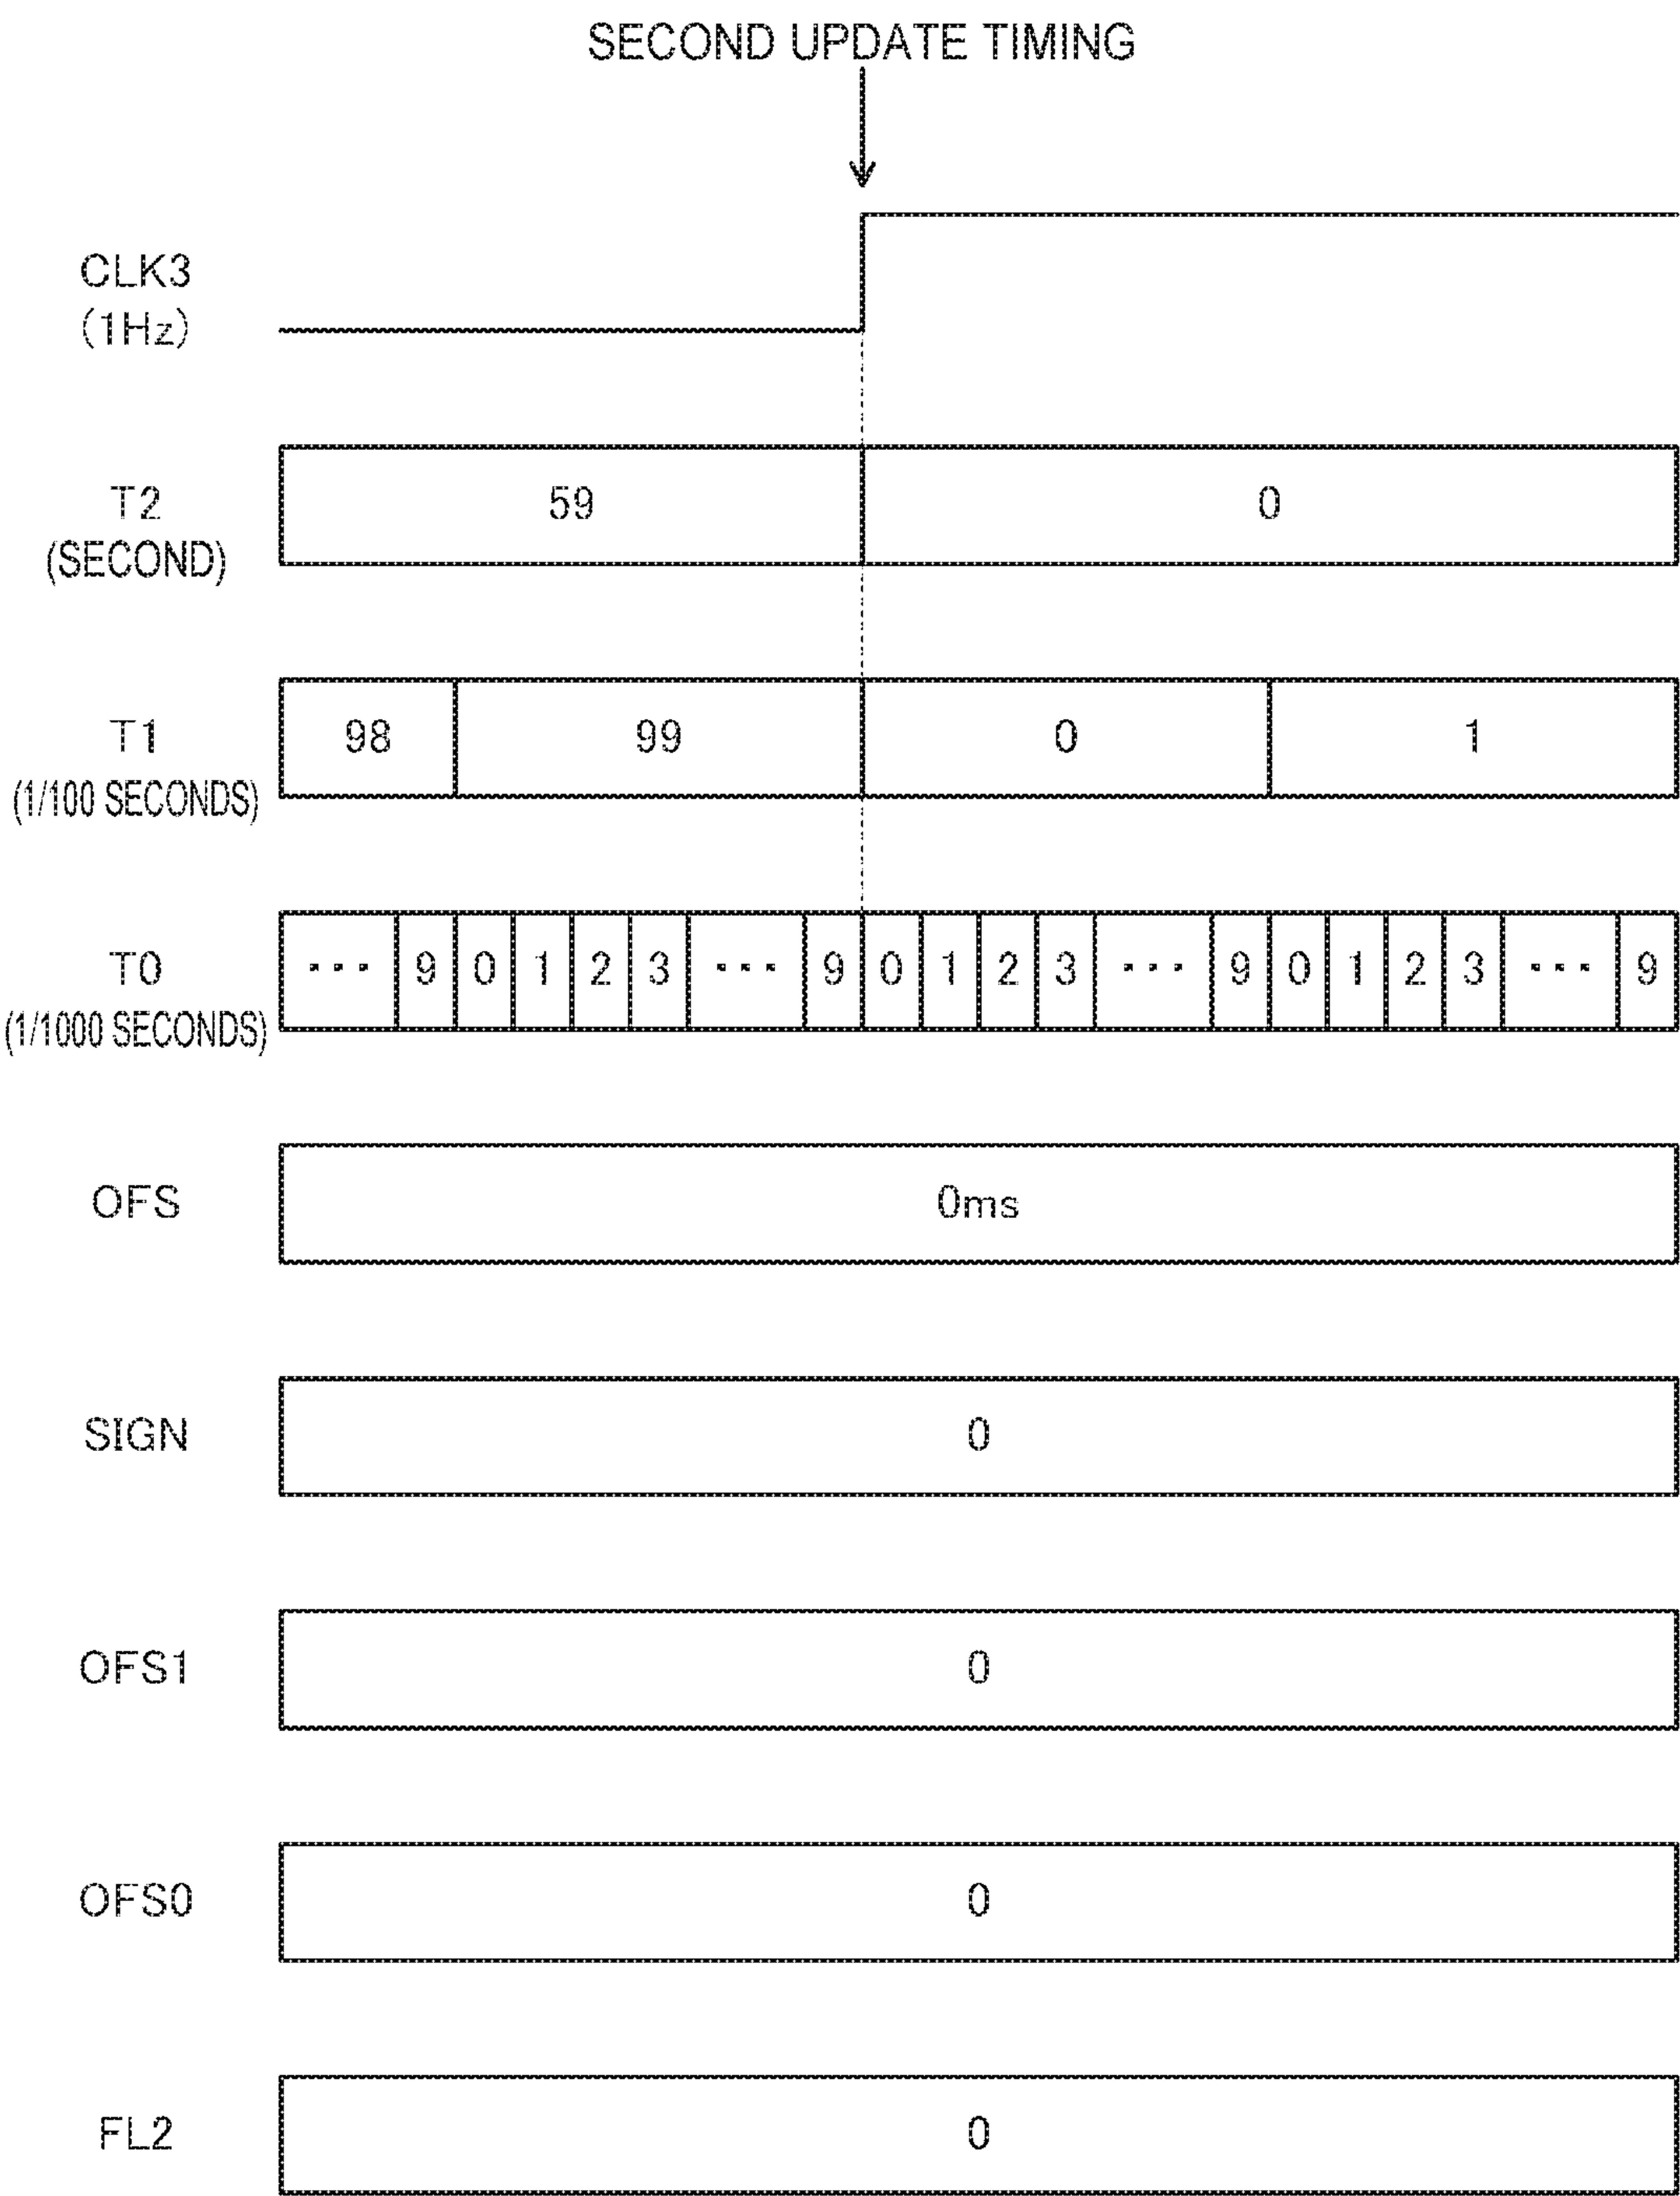 SECOND UPDATE TIMING
CLK3
(1Hz)
T2
(SECOND)
59 0
T1
(1/100 SECONDS)
98 99 0 1
T0
(1/1000 SECONDS)
... 9 0 1 2 3 ... 9 0 1 2 3 ... 9 0 1 2 3 ... 9
OFS 0ms
SIGN 0
OFS1 0
OFS0 0
FL2 0